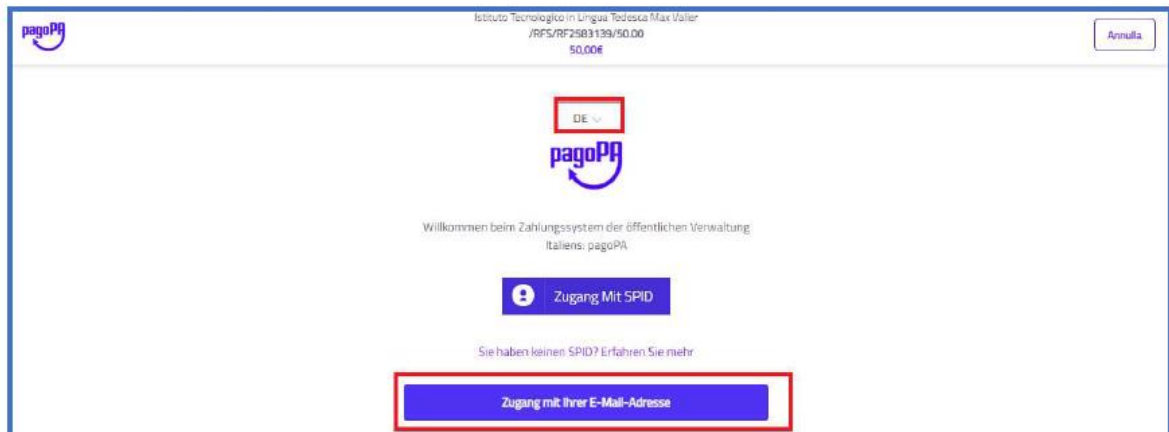 pagoPA
Istituto Tecnologico in Lingua Tedesca Max Valier
/RFS/RF2583139/50.00
50,00€
Annulla
DE
pagoPA
Willkommen beim Zahlungssystem der öffentlichen Verwaltung
Italiens: pagoPA
Zugang Mit SPID
Sie haben keinen SPID? Erfahren Sie mehr
Zugang mit Ihrer E-Mail-Adresse